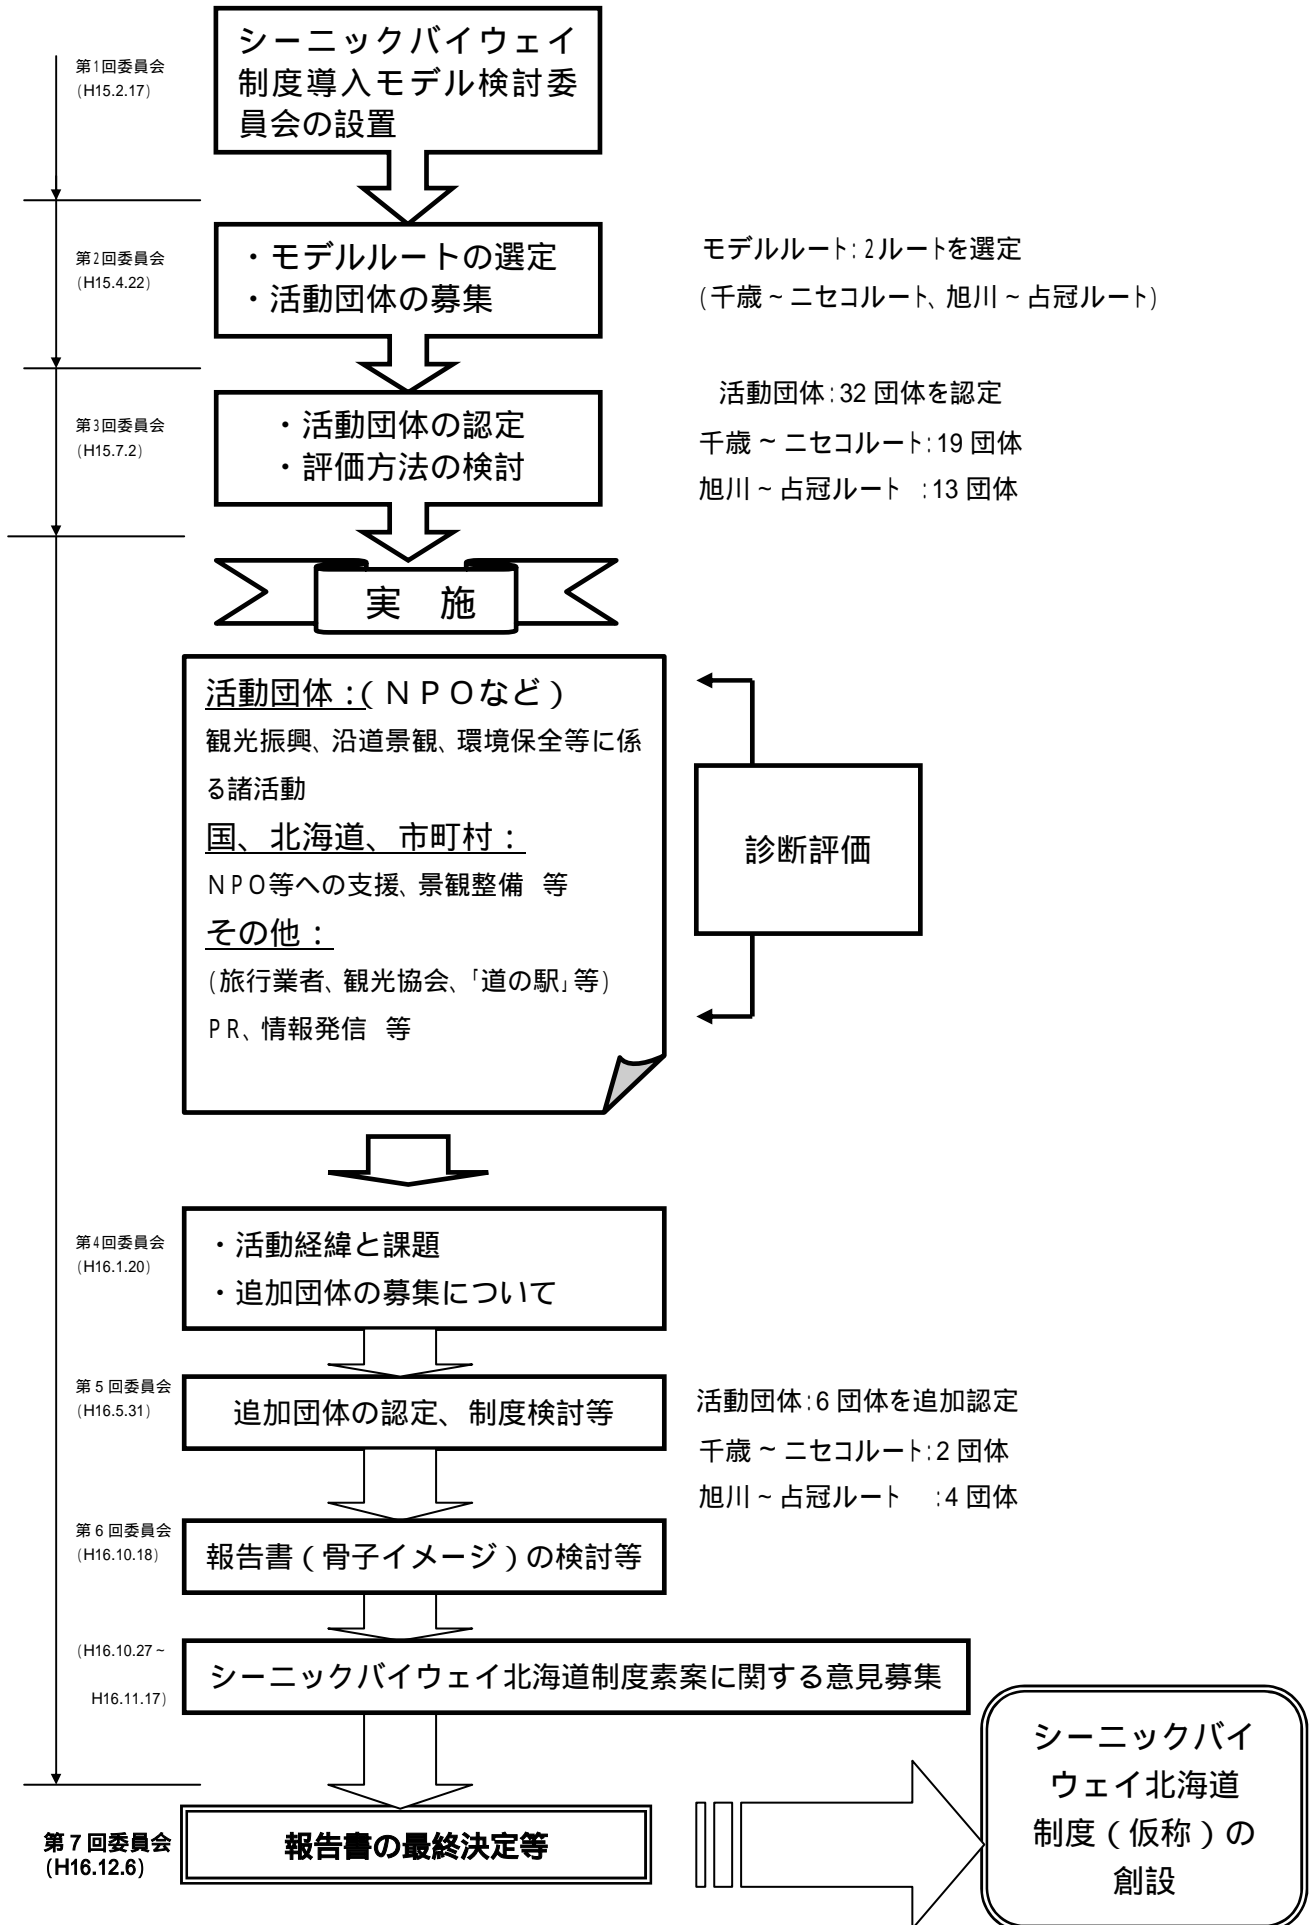 第1回委員会
(H15.2.17)
シーニックバイウェイ
制度導入モデル検討委
員会の設置
第2回委員会
(H15.4.22)
・モデルルートの選定
・活動団体の募集
モデルルート：2ルートを選定
(千歳～ニセコルート、旭川～占冠ルート)
第3回委員会
(H15.7.2)
・活動団体の認定
・評価方法の検討
活動団体：32 団体を認定
千歳～ニセコルート：19 団体
旭川～占冠ルート ：13 団体
実 施
活動団体：(ＮＰＯなど)
観光振興、沿道景観、環境保全等に係
る諸活動
国、北海道、市町村：
ＮＰＯ等への支援、景観整備 等
その他：
(旅行業者、観光協会、「道の駅」等)
ＰＲ、情報発信 等
診断評価
第4回委員会
(H16.1.20)
・活動経緯と課題
・追加団体の募集について
第５回委員会
(H16.5.31)
追加団体の認定、制度検討等
活動団体：6 団体を追加認定
千歳～ニセコルート：2 団体
旭川～占冠ルート ：4 団体
第６回委員会
(H16.10.18)
報告書（骨子イメージ）の検討等
(H16.10.27～
H16.11.17)
シーニックバイウェイ北海道制度素案に関する意見募集
第７回委員会
(H16.12.6)
報告書の最終決定等
シーニックバイ
ウェイ北海道
制度（仮称）の
創設